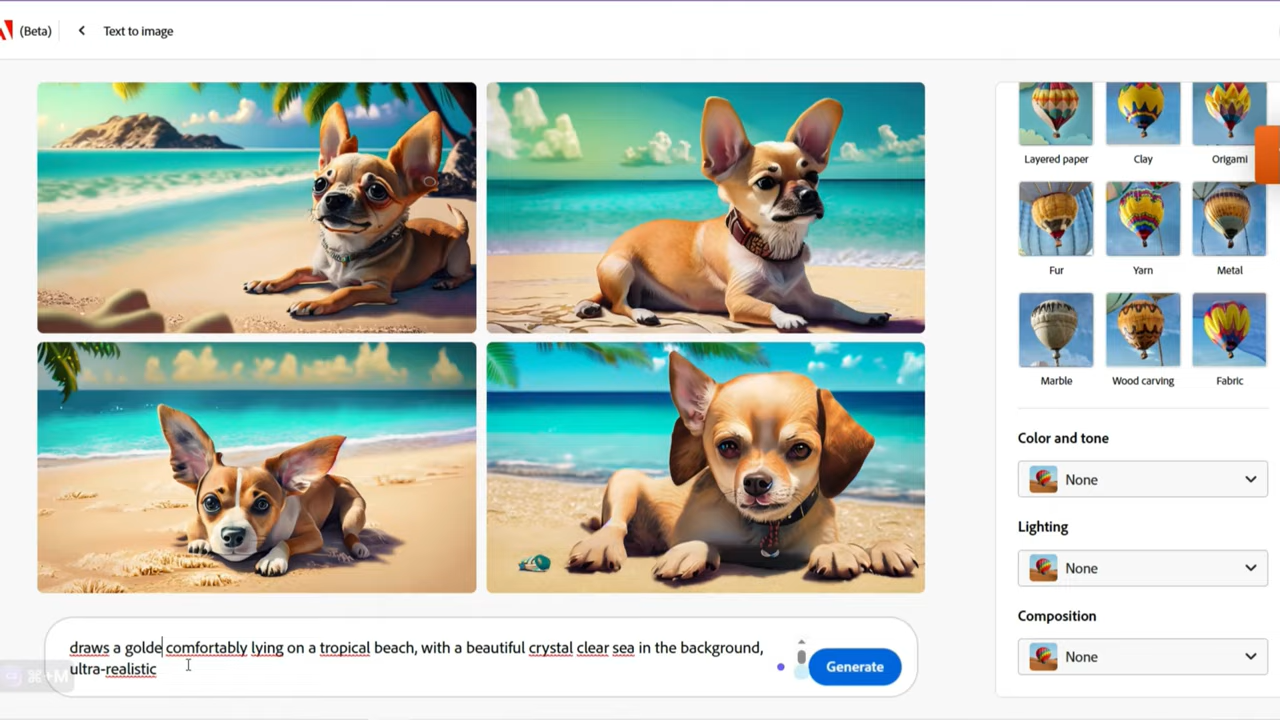 (Beta)
Text to image
Layered paper
Clay
Origami
Fur
Yarn
Metal
Marble
Wood carving
Fabric
Color and tone
None
Lighting
None
Composition
None
draws a golde comfortably lying on a tropical beach, with a beautiful crystal clear sea in the background,
ultra-realistic
Generate
⌘+M